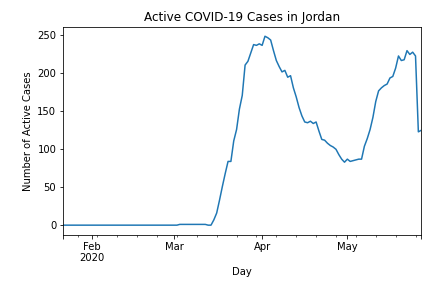 Active COVID-19 Cases in Jordan
Number of Active Cases
250
200
150
100
50
0
Feb
2020
Mar
Apr
May
Day